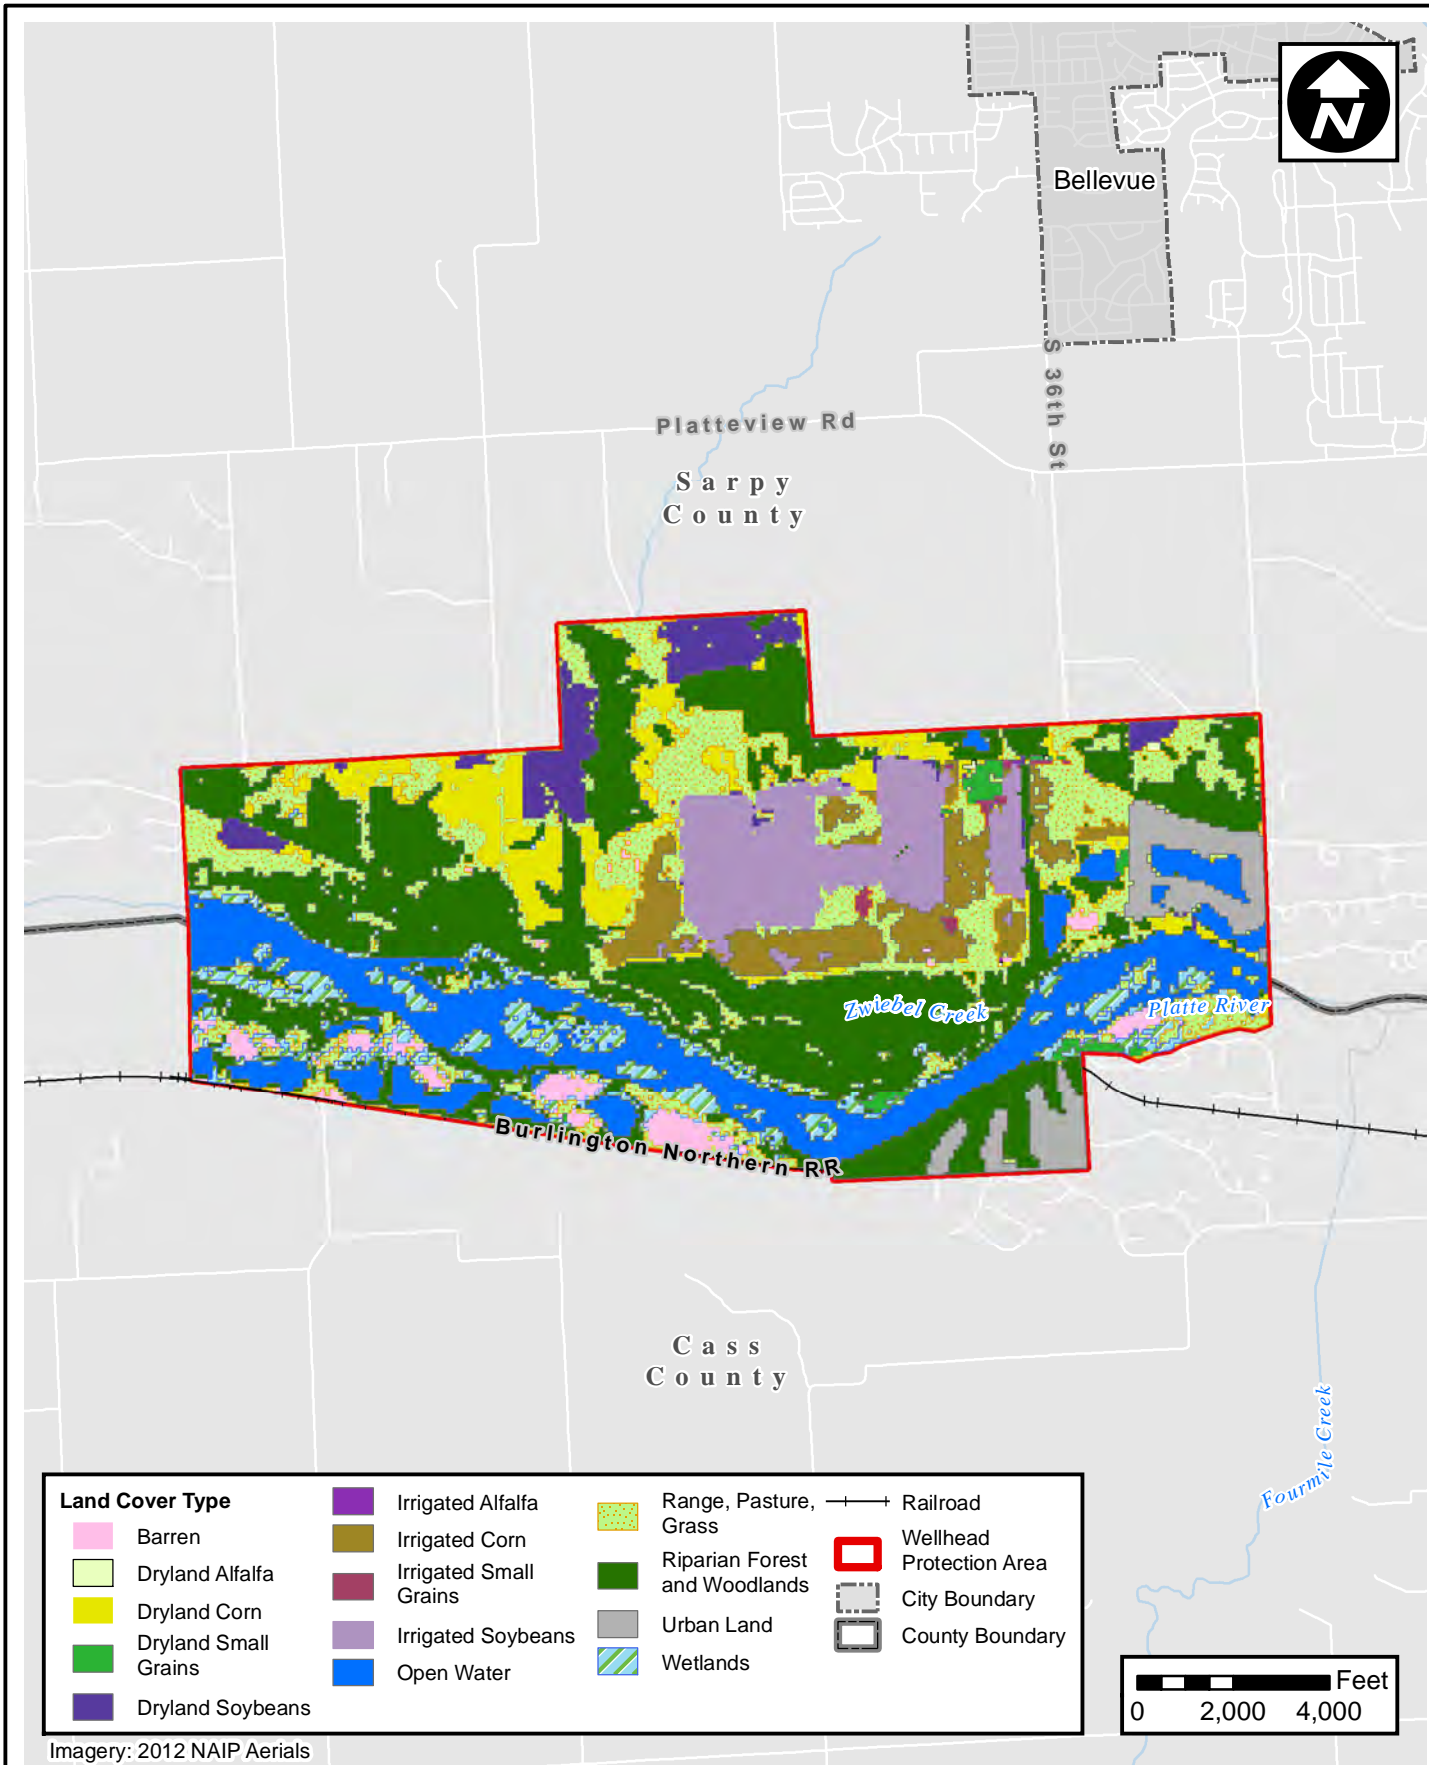 N
Bellevue
S 36th St
Platteview Rd
Sarpy
County
Zwiebel Creek
Platte River
Burlington Northern RR
Cass
County
Fourmile Creek
Land Cover Type
Barren
Dryland Alfalfa
Dryland Corn
Dryland Small
Grains
Dryland Soybeans
Irrigated Alfalfa
Irrigated Corn
Irrigated Small
Grains
Irrigated Soybeans
Open Water
Range, Pasture,
Grass
Riparian Forest
and Woodlands
Urban Land
Wetlands
Railroad
Wellhead
Protection Area
City Boundary
County Boundary
Feet
0 2,000 4,000
Imagery: 2012 NAIP Aerials